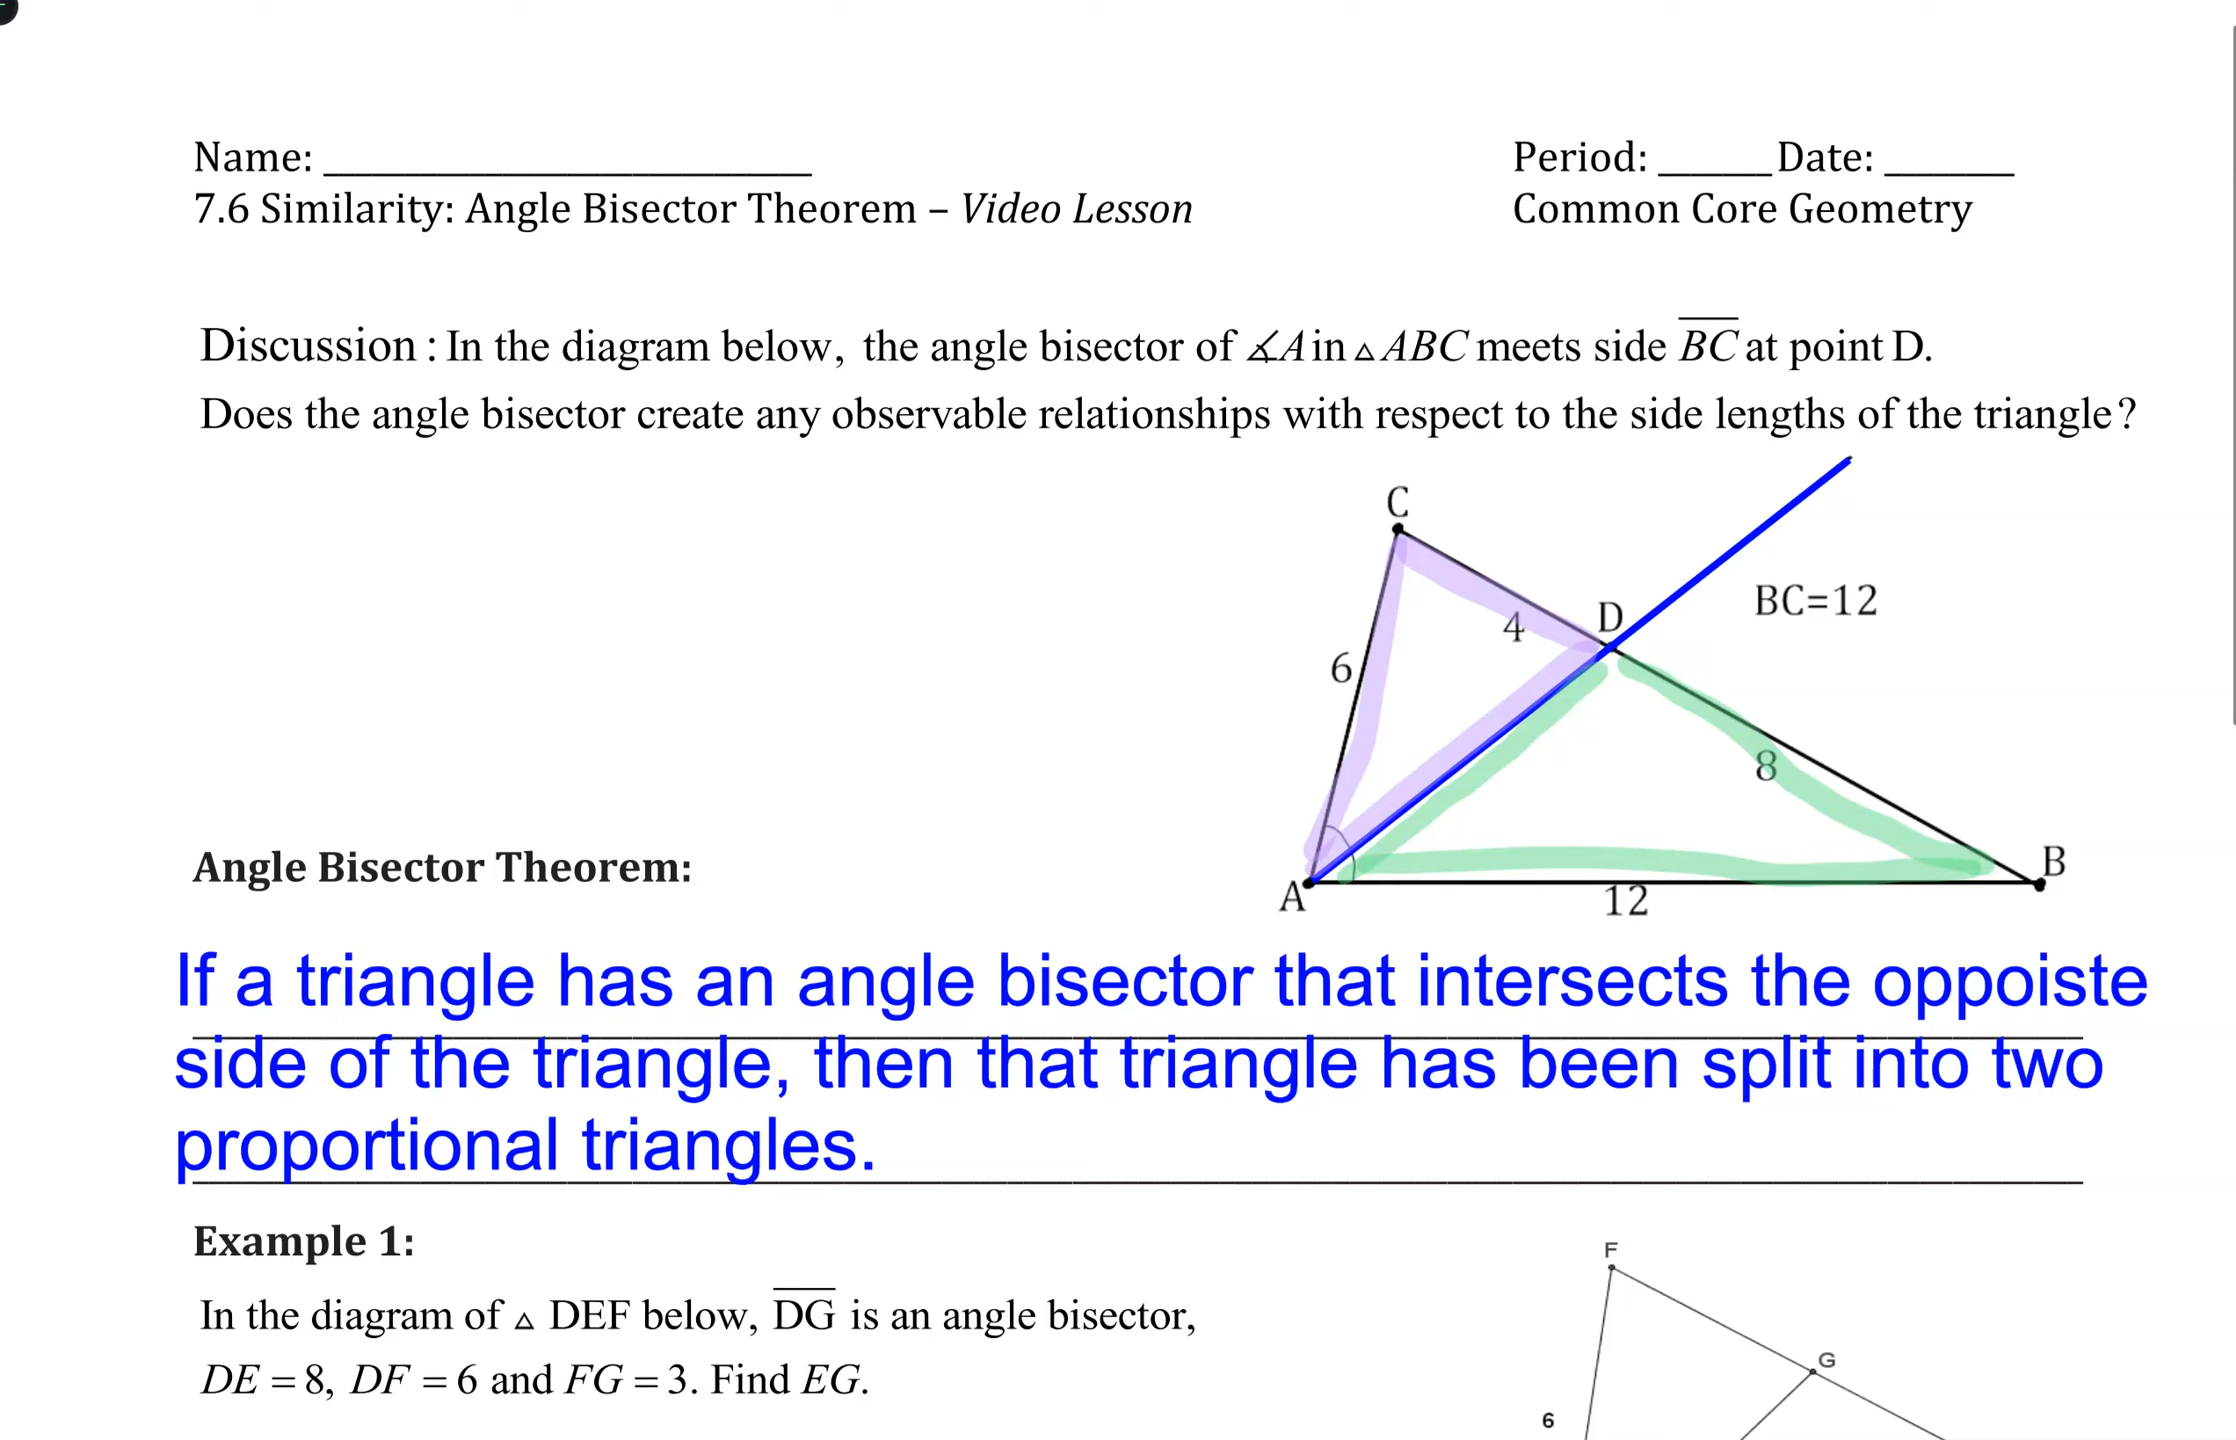 Name: ____________ Period: ______ Date: ______
7.6 Similarity: Angle Bisector Theorem – Video Lesson Common Core Geometry
Discussion : In the diagram below, the angle bisector of ∡A in △ABC meets side B̅C̅ at point D.
Does the angle bisector create any observable relationships with respect to the side lengths of the triangle?
C
D
BC=12
4
6
8
B
A
12
Angle Bisector Theorem:
If a triangle has an angle bisector that intersects the oppoiste
side of the triangle, then that triangle has been split into two
proportional triangles.
Example 1:
F
In the diagram of △ DEF below, D̅G̅ is an angle bisector,
G
DE = 8, DF = 6 and FG = 3. Find EG.
6